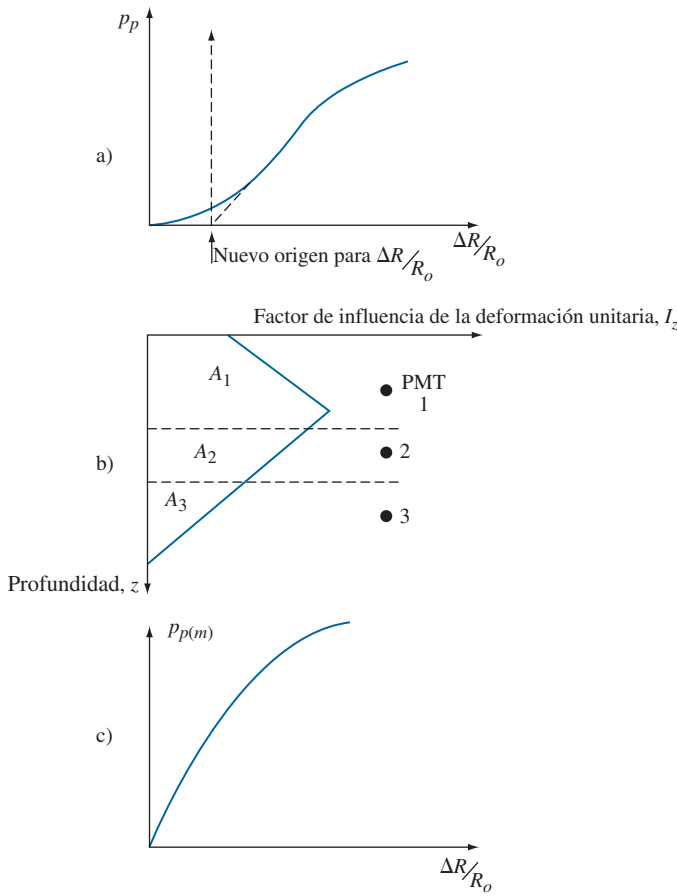 p_p
a)
ΔR/R_o
Nuevo origen para ΔR/R_o
Factor de influencia de la deformación unitaria, I_z
A_1
PMT
1
b)
A_2
2
A_3
3
Profundidad, z
p_p(m)
c)
ΔR/R_o